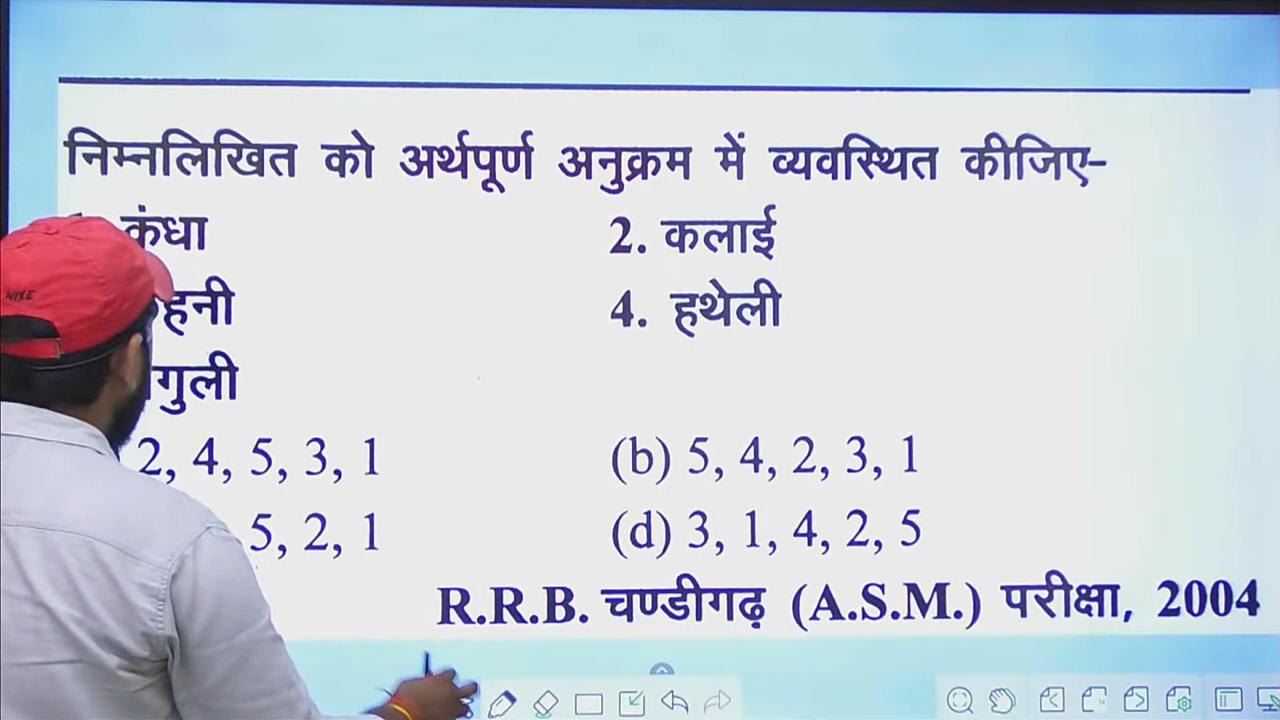 निम्नलिखित को अर्थपूर्ण अनुक्रम में व्यवस्थित कीजिए-
कंधा 2. कलाई
4. हथेली
2, 4, 5, 3, 1 (b) 5, 4, 2, 3, 1
5, 2, 1 (d) 3, 1, 4, 2, 5
R.R.B. चण्डीगढ़ (A.S.M.) परीक्षा, 2004
NIKE